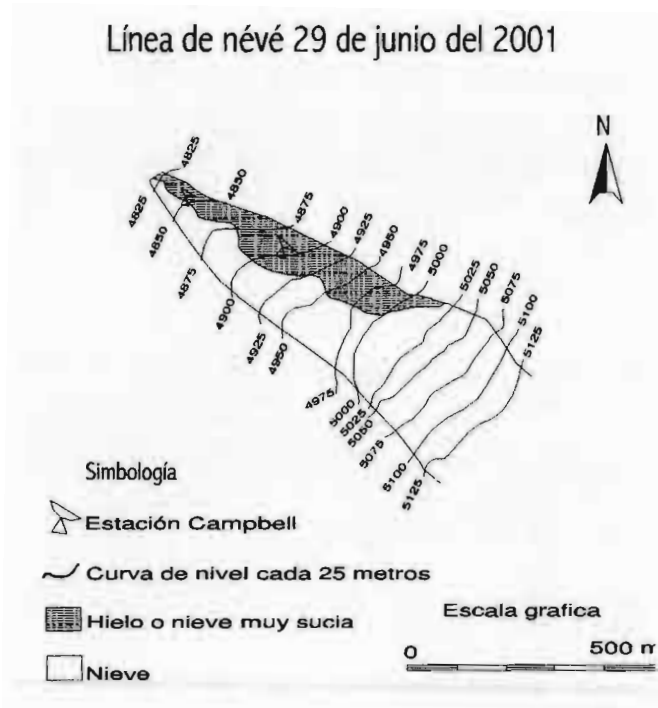 Línea de névé 29 de junio del 2001
N
4825
4850
4875
4900
4925
4950
4975
5000
5025
5050
5075
5100
5125
4825
4850
4875
4900
4925
4950
4975
5000
5025
5050
5075
5100
5125
Simbología
Estación Campbell
Curva de nivel cada 25 metros
Hielo o nieve muy sucia
Nieve
Escala grafica
0 500 m